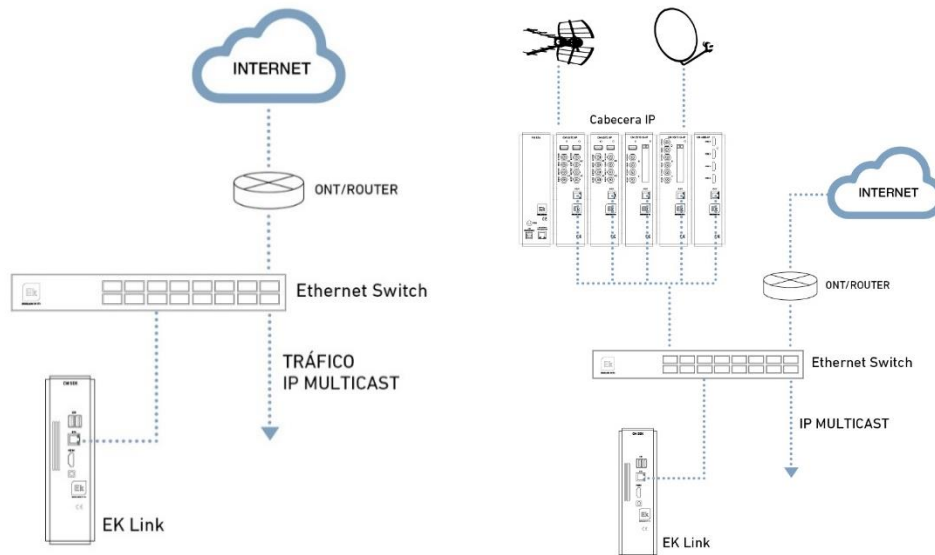 INTERNET
ONT/ROUTER
Ethernet Switch
TRÁFICO
IP MULTICAST
EK Link
Cabecera IP
INTERNET
ONT/ROUTER
Ethernet Switch
IP MULTICAST
EK Link